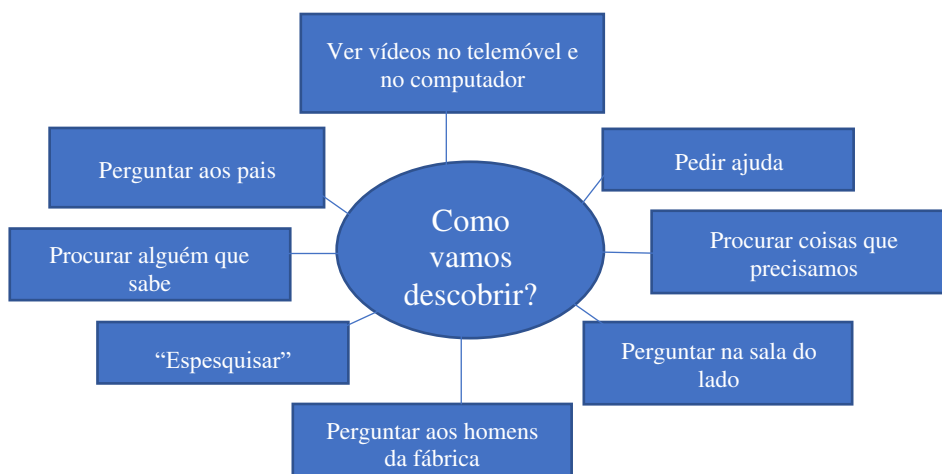 Ver vídeos no telemóvel e
no computador
Perguntar aos pais
Pedir ajuda
Como
vamos
descobrir?
Procurar alguém que
sabe
Procurar coisas que
precisamos
“Espesquisar”
Perguntar na sala do
lado
Perguntar aos homens
da fábrica